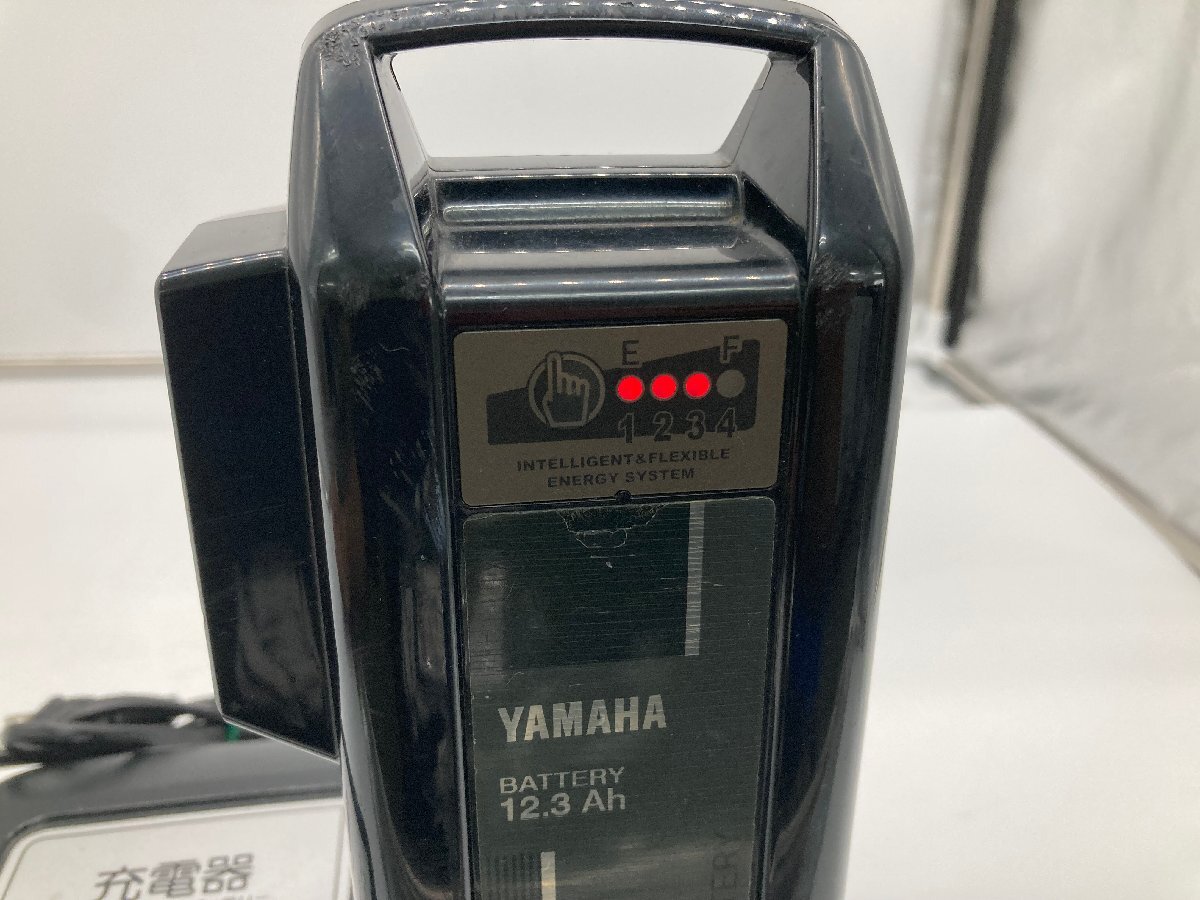 E F
1 2 3 4
INTELLIGENT&FLEXIBLE
ENERGY SYSTEM
YAMAHA
BATTERY
12.3 Ah
充電器